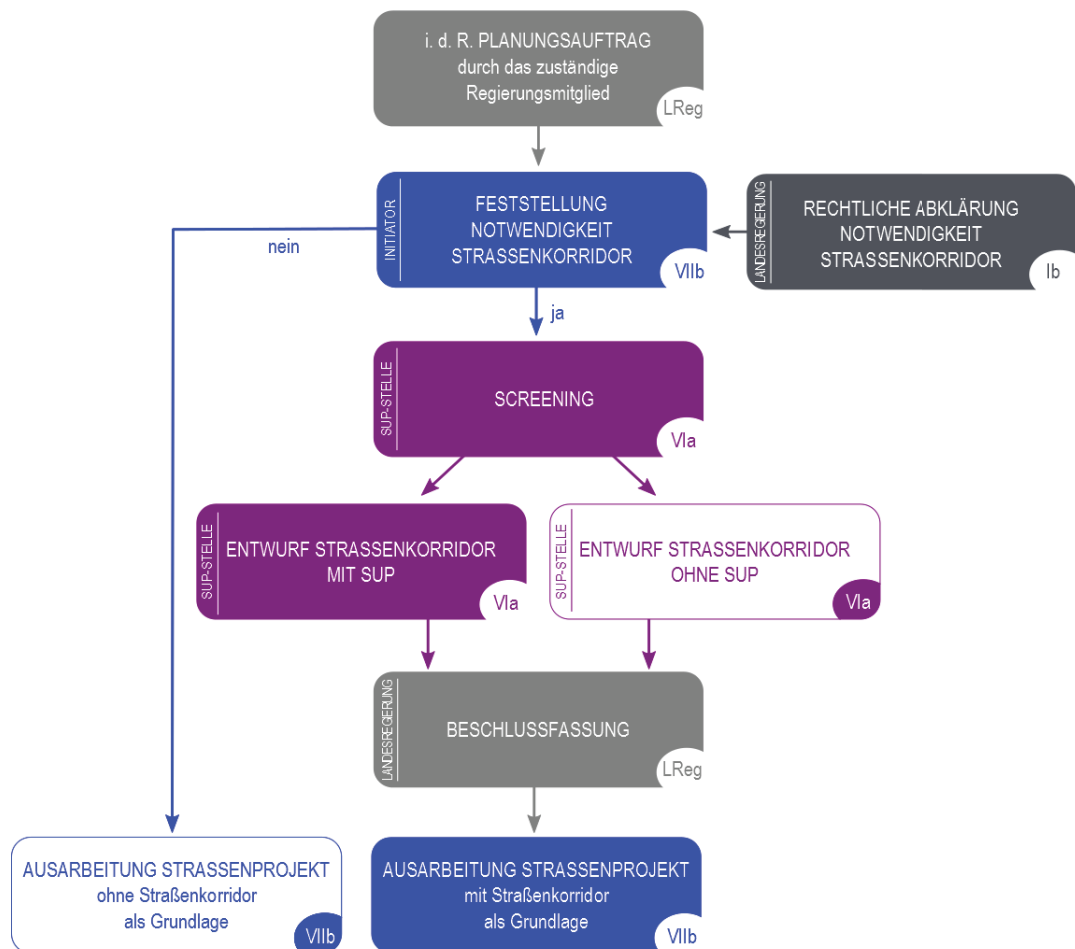 i. d. R. PLANUNGSAUFTRAG
durch das zuständige
Regierungsmitglied
LReg
INITIATOR
FESTSTELLUNG
NOTWENDIGKEIT
STRASSENKORRIDOR
VIIb
LANDESREGIERUNG
RECHTLICHE ABKLÄRUNG
NOTWENDIGKEIT
STRASSENKORRIDOR
Ib
nein
ja
SUP-STELLE
SCREENING
VIa
SUP-STELLE
ENTWURF STRASSENKORRIDOR
MIT SUP
VIa
SUP-STELLE
ENTWURF STRASSENKORRIDOR
OHNE SUP
VIa
LANDESREGIERUNG
BESCHLUSSFASSUNG
LReg
AUSARBEITUNG STRASSENPROJEKT
ohne Straßenkorridor
als Grundlage
VIIb
AUSARBEITUNG STRASSENPROJEKT
mit Straßenkorridor
als Grundlage
VIIb